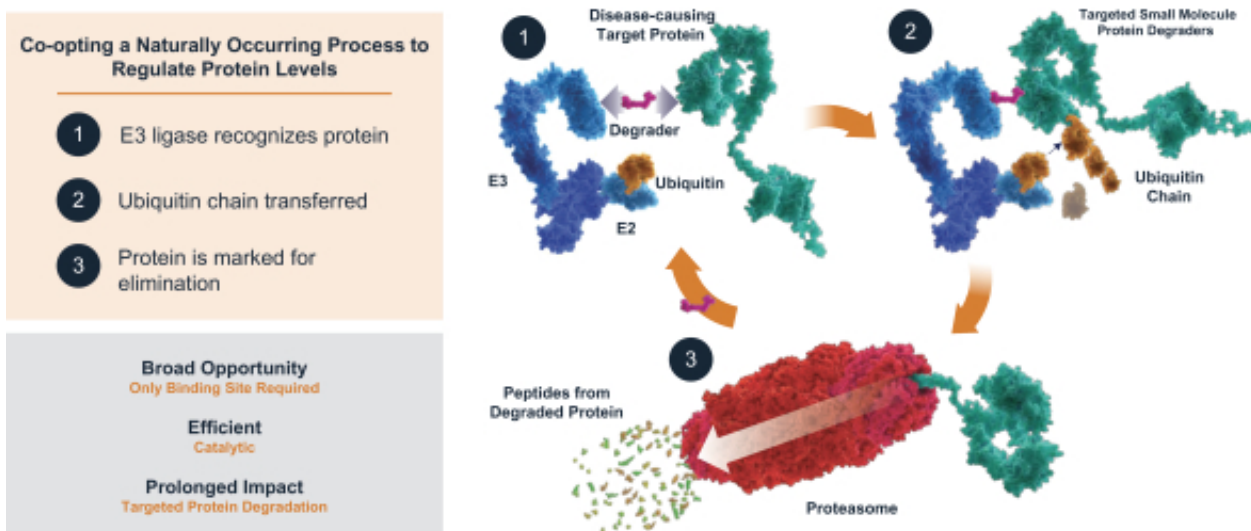 Co-opting a Naturally Occurring Process to
Regulate Protein Levels
1 E3 ligase recognizes protein
2 Ubiquitin chain transferred
3 Protein is marked for
elimination
Broad Opportunity
Only Binding Site Required
Efficient
Catalytic
Prolonged Impact
Targeted Protein Degradation
1
Disease-causing
Target Protein
Degrader
E3
Ubiquitin
E2
2
Targeted Small Molecule
Protein Degraders
Ubiquitin
Chain
3
Peptides from
Degraded Protein
Proteasome